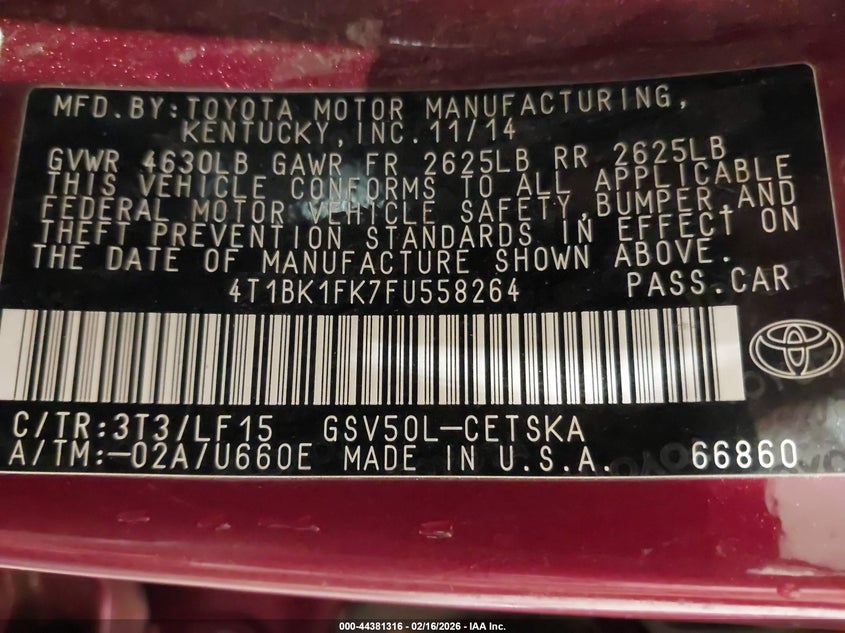 MFD.BY:TOYOTA MOTOR MANUFACTURING,
KENTUCKY,INC.11/14
GVWR 4630LB GAWR FR 2625LB RR 2625LB
THIS VEHICLE CONFORMS TO ALL APPLICABLE
FEDERAL MOTOR VEHICLE SAFETY,BUMPER,AND
THEFT PREVENTION STANDARDS IN EFFECT ON
THE DATE OF MANUFACTURE SHOWN ABOVE.
4T1BK1FK7FU558264 PASS.CAR
C/TR:3T3/LF15 GSV50L-CETSKA
A/TM:-02A/U660E MADE IN U.S.A. 66860
000-44381316 - 02/16/2026 - IAA Inc.